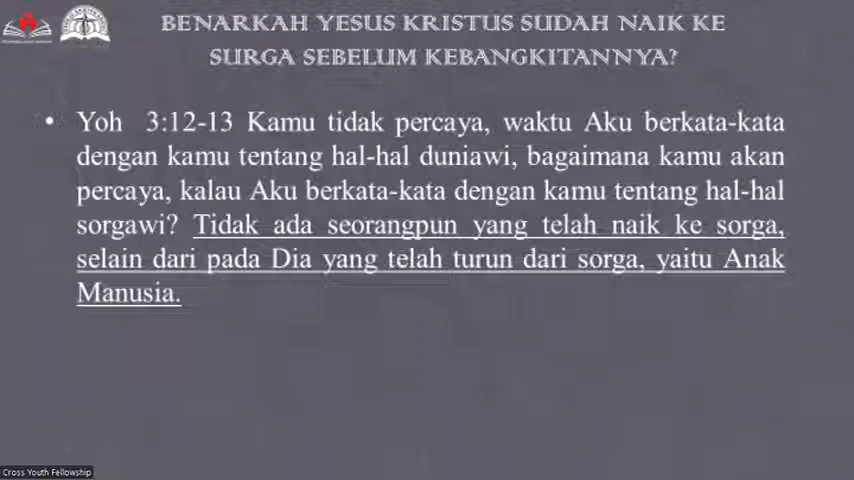 BENARKAH YESUS KRISTUS SUDAH NAIK KE
SURGA SEBELUM KEBANGKITANNYA?
• Yoh 3:12-13 Kamu tidak percaya, waktu Aku berkata-kata
dengan kamu tentang hal-hal duniawi, bagaimana kamu akan
percaya, kalau Aku berkata-kata dengan kamu tentang hal-hal
sorgawi? Tidak ada seorangpun yang telah naik ke sorga,
selain dari pada Dia yang telah turun dari sorga, yaitu Anak
Manusia.
Cross Youth Fellowship